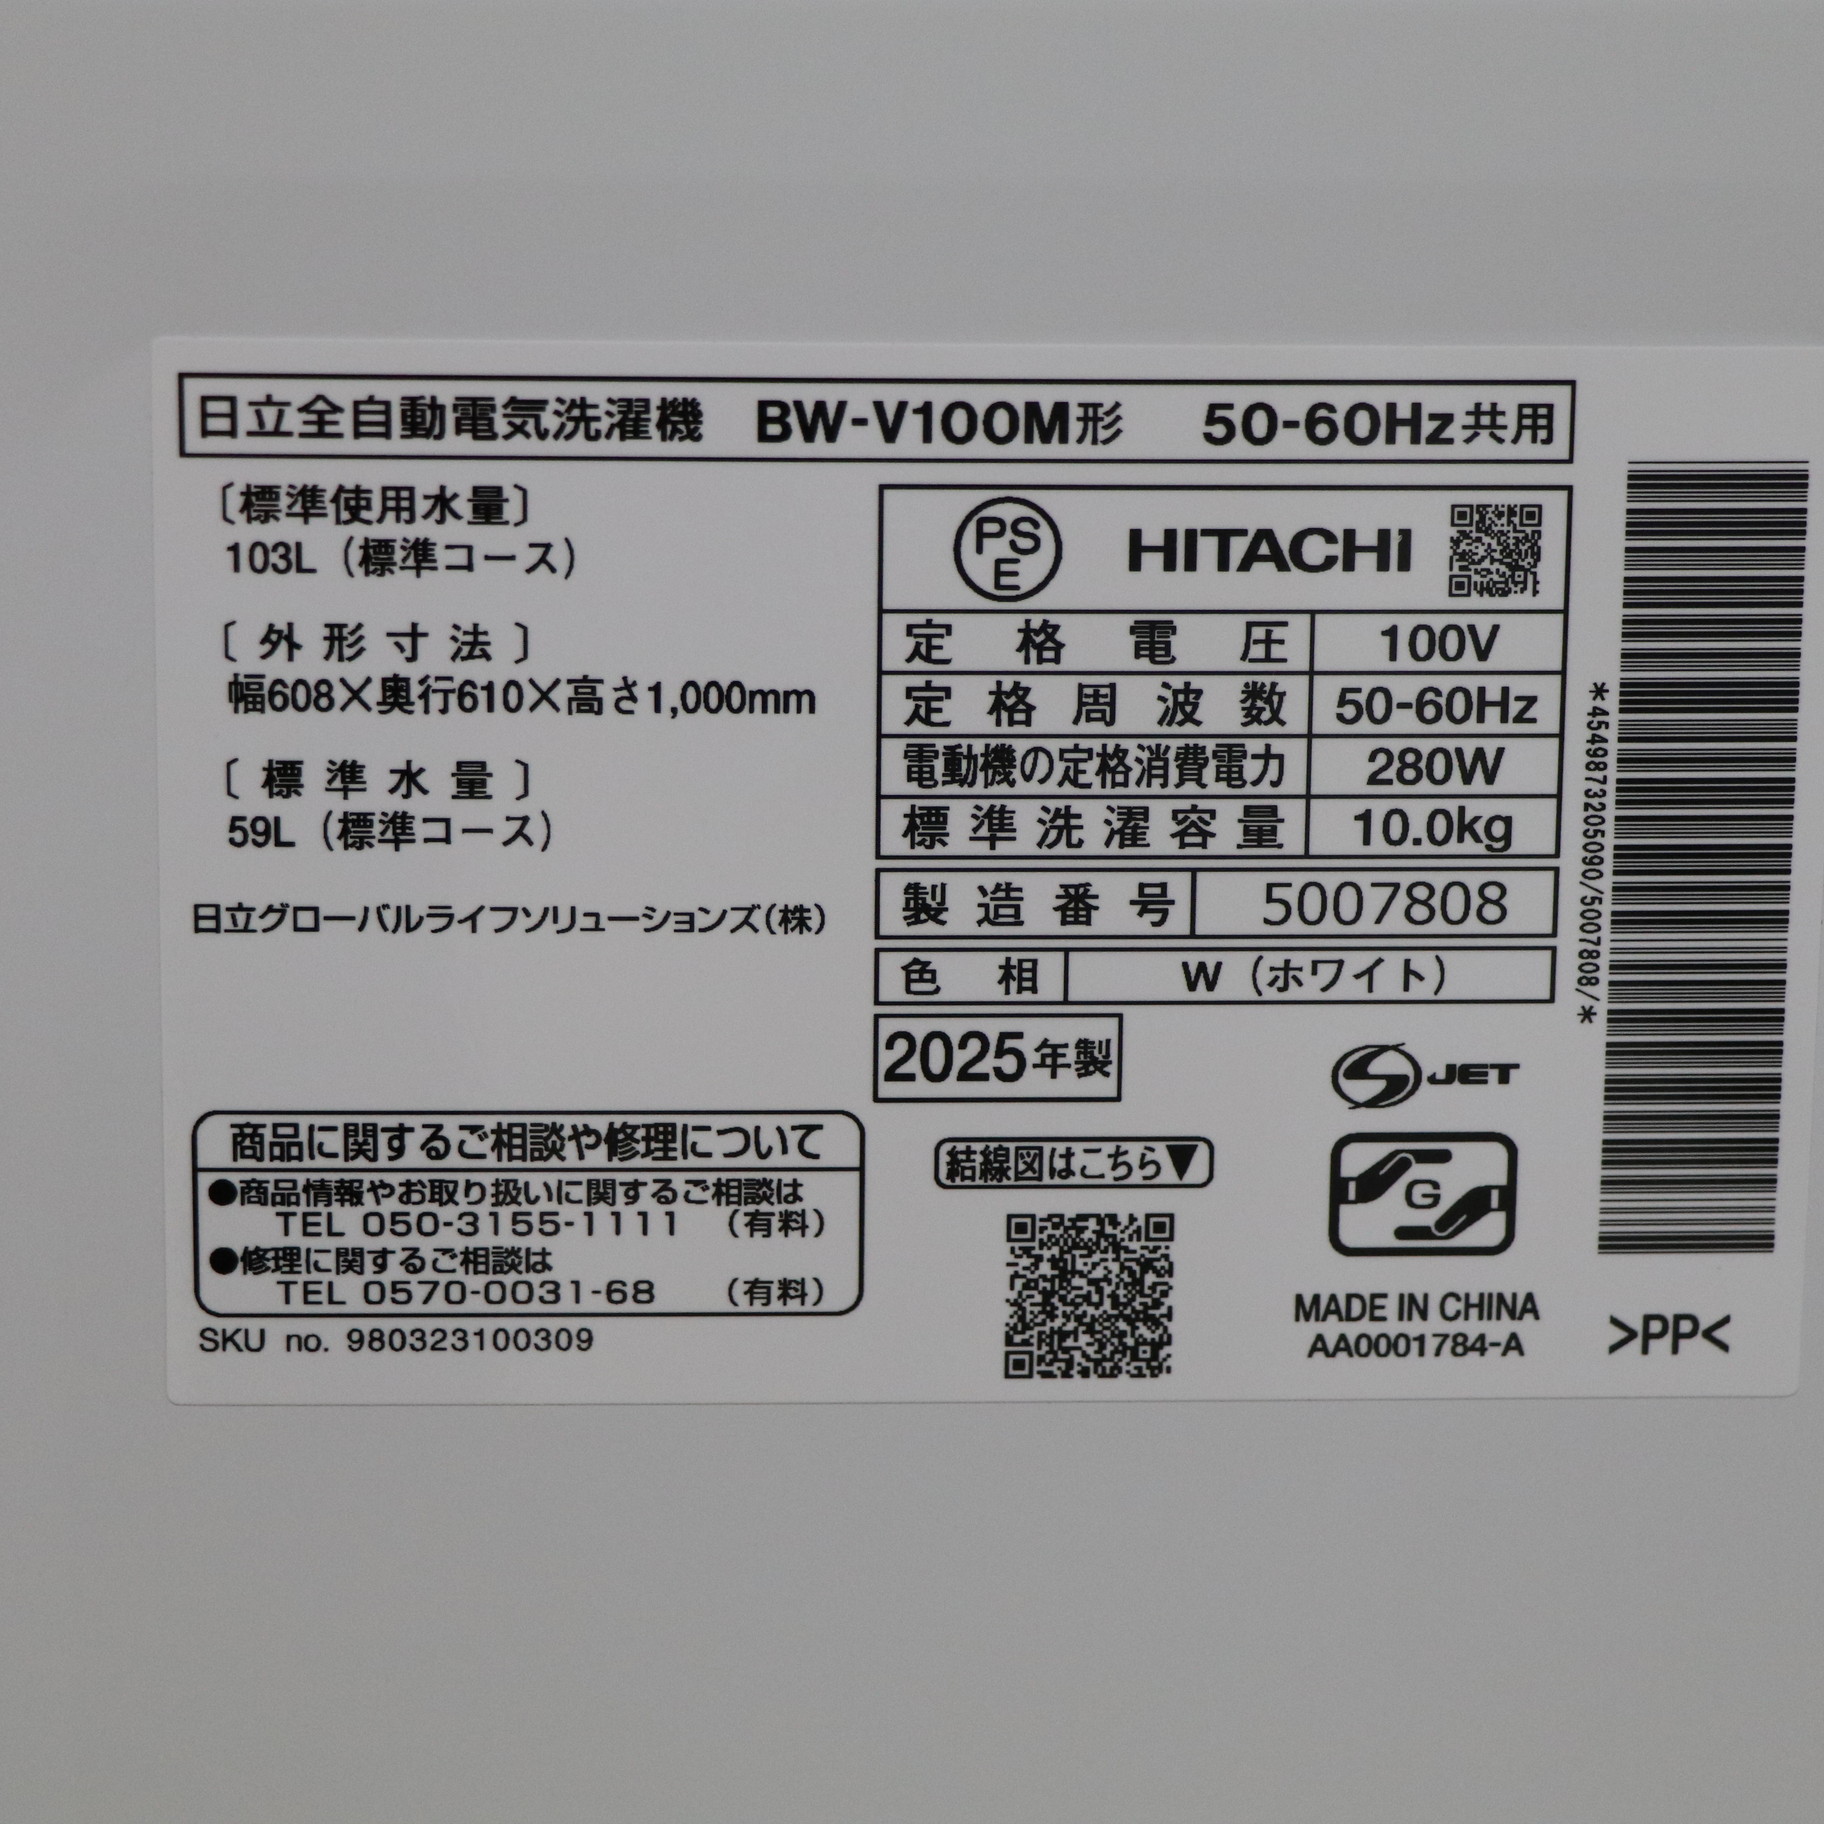 日立全自動電気洗濯機 BW-V100M形 50-60Hz共用
〔標準使用水量〕
103L（標準コース）
〔外形寸法〕
幅608×奥行610×高さ1,000mm
〔標準水量〕
59L（標準コース）
日立グローバルライフソリューションズ（株）
PS
E
HITACHI
定格電圧 100V
定格周波数 50-60Hz
電動機の定格消費電力 280W
標準洗濯容量 10.0kg
製造番号 5007808
色相 W（ホワイト）
2025年製
S JET
結線図はこちら▼
G
MADE IN CHINA
AA0001784-A
>PP<
*4549873205090/5007808/*
商品に関するご相談や修理について
●商品情報やお取り扱いに関するご相談は
TEL 050-3155-1111 （有料）
●修理に関するご相談は
TEL 0570-0031-68 （有料）
SKU no. 980323100309